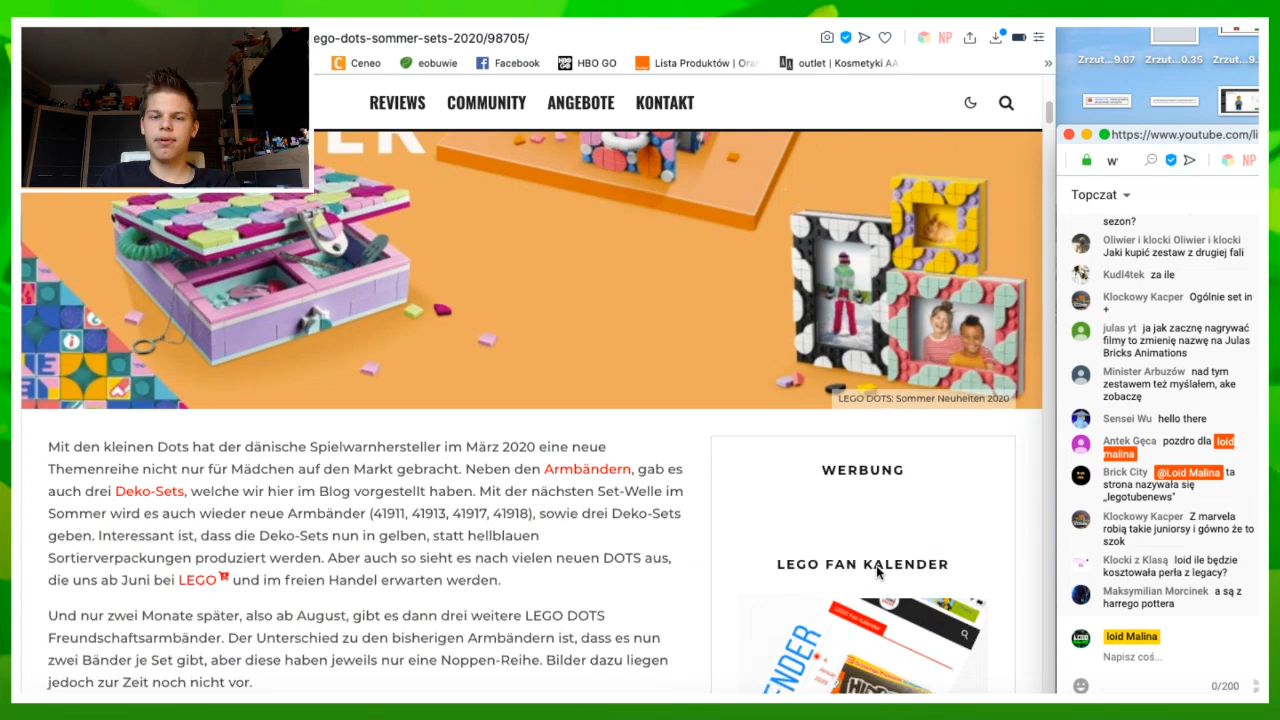 ego-dots-sommer-sets-2020/98705/
NP
Ceneo
eobuwie
Facebook
HBO GO
Lista Produktów | Ora
outlet | Kosmetyki AA
»
REVIEWS
COMMUNITY
ANGEBOTE
KONTAKT
ER
LEGO DOTS: Sommer Neuheiten 2020
Mit den kleinen Dots hat der dänische Spielwarnhersteller im März 2020 eine neue
Themenreihe nicht nur für Mädchen auf den Markt gebracht. Neben den Armbändern, gab es
auch drei Deko-Sets, welche wir hier im Blog vorgestellt haben. Mit der nächsten Set-Welle im
Sommer wird es auch wieder neue Armbänder (41911, 41913, 41917, 41918), sowie drei Deko-Sets
geben. Interessant ist, dass die Deko-Sets nun in gelben, statt hellblauen
Sortierverpackungen produziert werden. Aber auch so sieht es nach vielen neuen DOTS aus,
die uns ab Juni bei LEGO und im freien Handel erwarten werden.
Und nur zwei Monate später, also ab August, gibt es dann drei weitere LEGO DOTS
Freundschaftsarmbänder. Der Unterschied zu den bisherigen Armbändern ist, dass es nun
zwei Bänder je Set gibt, aber diese haben jeweils nur eine Noppen-Reihe. Bilder dazu liegen
jedoch zur Zeit noch nicht vor.
WERBUNG
LEGO FAN KALENDER
ENDER
Zrzut...9.07
Zrzut...0.35
Zrzut...9.
https://www.youtube.com/li
w
NP
Topczat
sezon?
Oliwier i klocki Oliwier i klocki
Jaki kupić zestaw z drugiej fali
Kudl4tek za ile
Klockowy Kacper Ogólnie set in
+
julas yt ja jak zacznę nagrywać
filmy to zmienię nazwę na Julas
Bricks Animations
Minister Arbuzów nad tym
zestawem też myślałem, ake
zobaczę
Sensei Wu hello there
Antek Gęca pozdro dla loid
malina
Brick City @Loid Malina ta
strona nazywała się
„legotubenews"
Klockowy Kacper Z marvela
robią takie juniorsy i gówno że to
szok
Klocki z Klasą loid ile będzie
kosztowała perła z legacy?
Maksymilian Morcinek a są z
harrego pottera
loid Malina
Napisz coś...
0/200